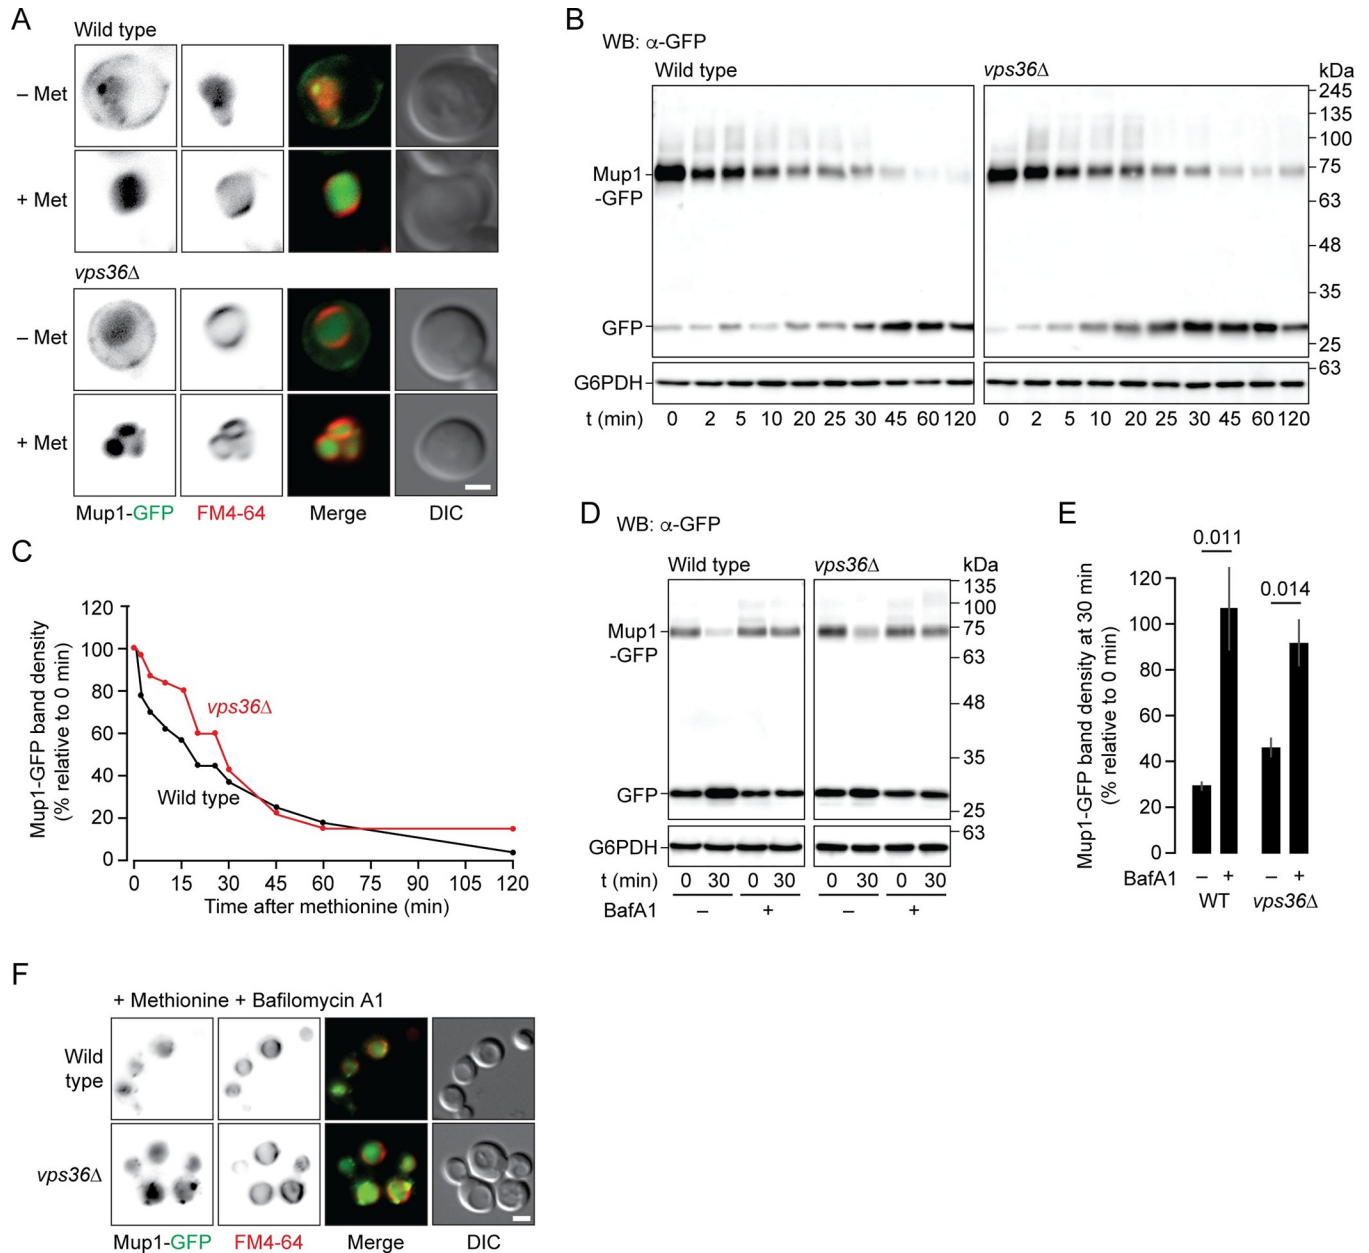 A
Wild type
– Met
+ Met
vps36Δ
– Met
+ Met
Mup1-GFP FM4-64 Merge DIC
B
WB: α-GFP
Wild type vps36Δ kDa
245
135
100
Mup1
-GFP
75
63
48
35
GFP
25
63
G6PDH
t (min) 0 2 5 10 20 25 30 45 60 120 0 2 5 10 20 25 30 45 60 120
C
Mup1-GFP band density
(% relative to 0 min)
120
100
80
60
40
20
0
vps36Δ
Wild type
0 15 30 45 60 75 90 105 120
Time after methionine (min)
D
WB: α-GFP
Wild type vps36Δ kDa
135
100
Mup1
-GFP
75
63
48
35
GFP
25
63
G6PDH
t (min) 0 30 0 30 0 30 0 30
BafA1 – + – +
E
Mup1-GFP band density at 30 min
(% relative to 0 min)
0.011
0.014
120
100
80
60
40
20
0
BafA1 – + – +
WT vps36Δ
F
+ Methionine + Bafilomycin A1
Wild
type
vps36Δ
Mup1-GFP FM4-64 Merge DIC